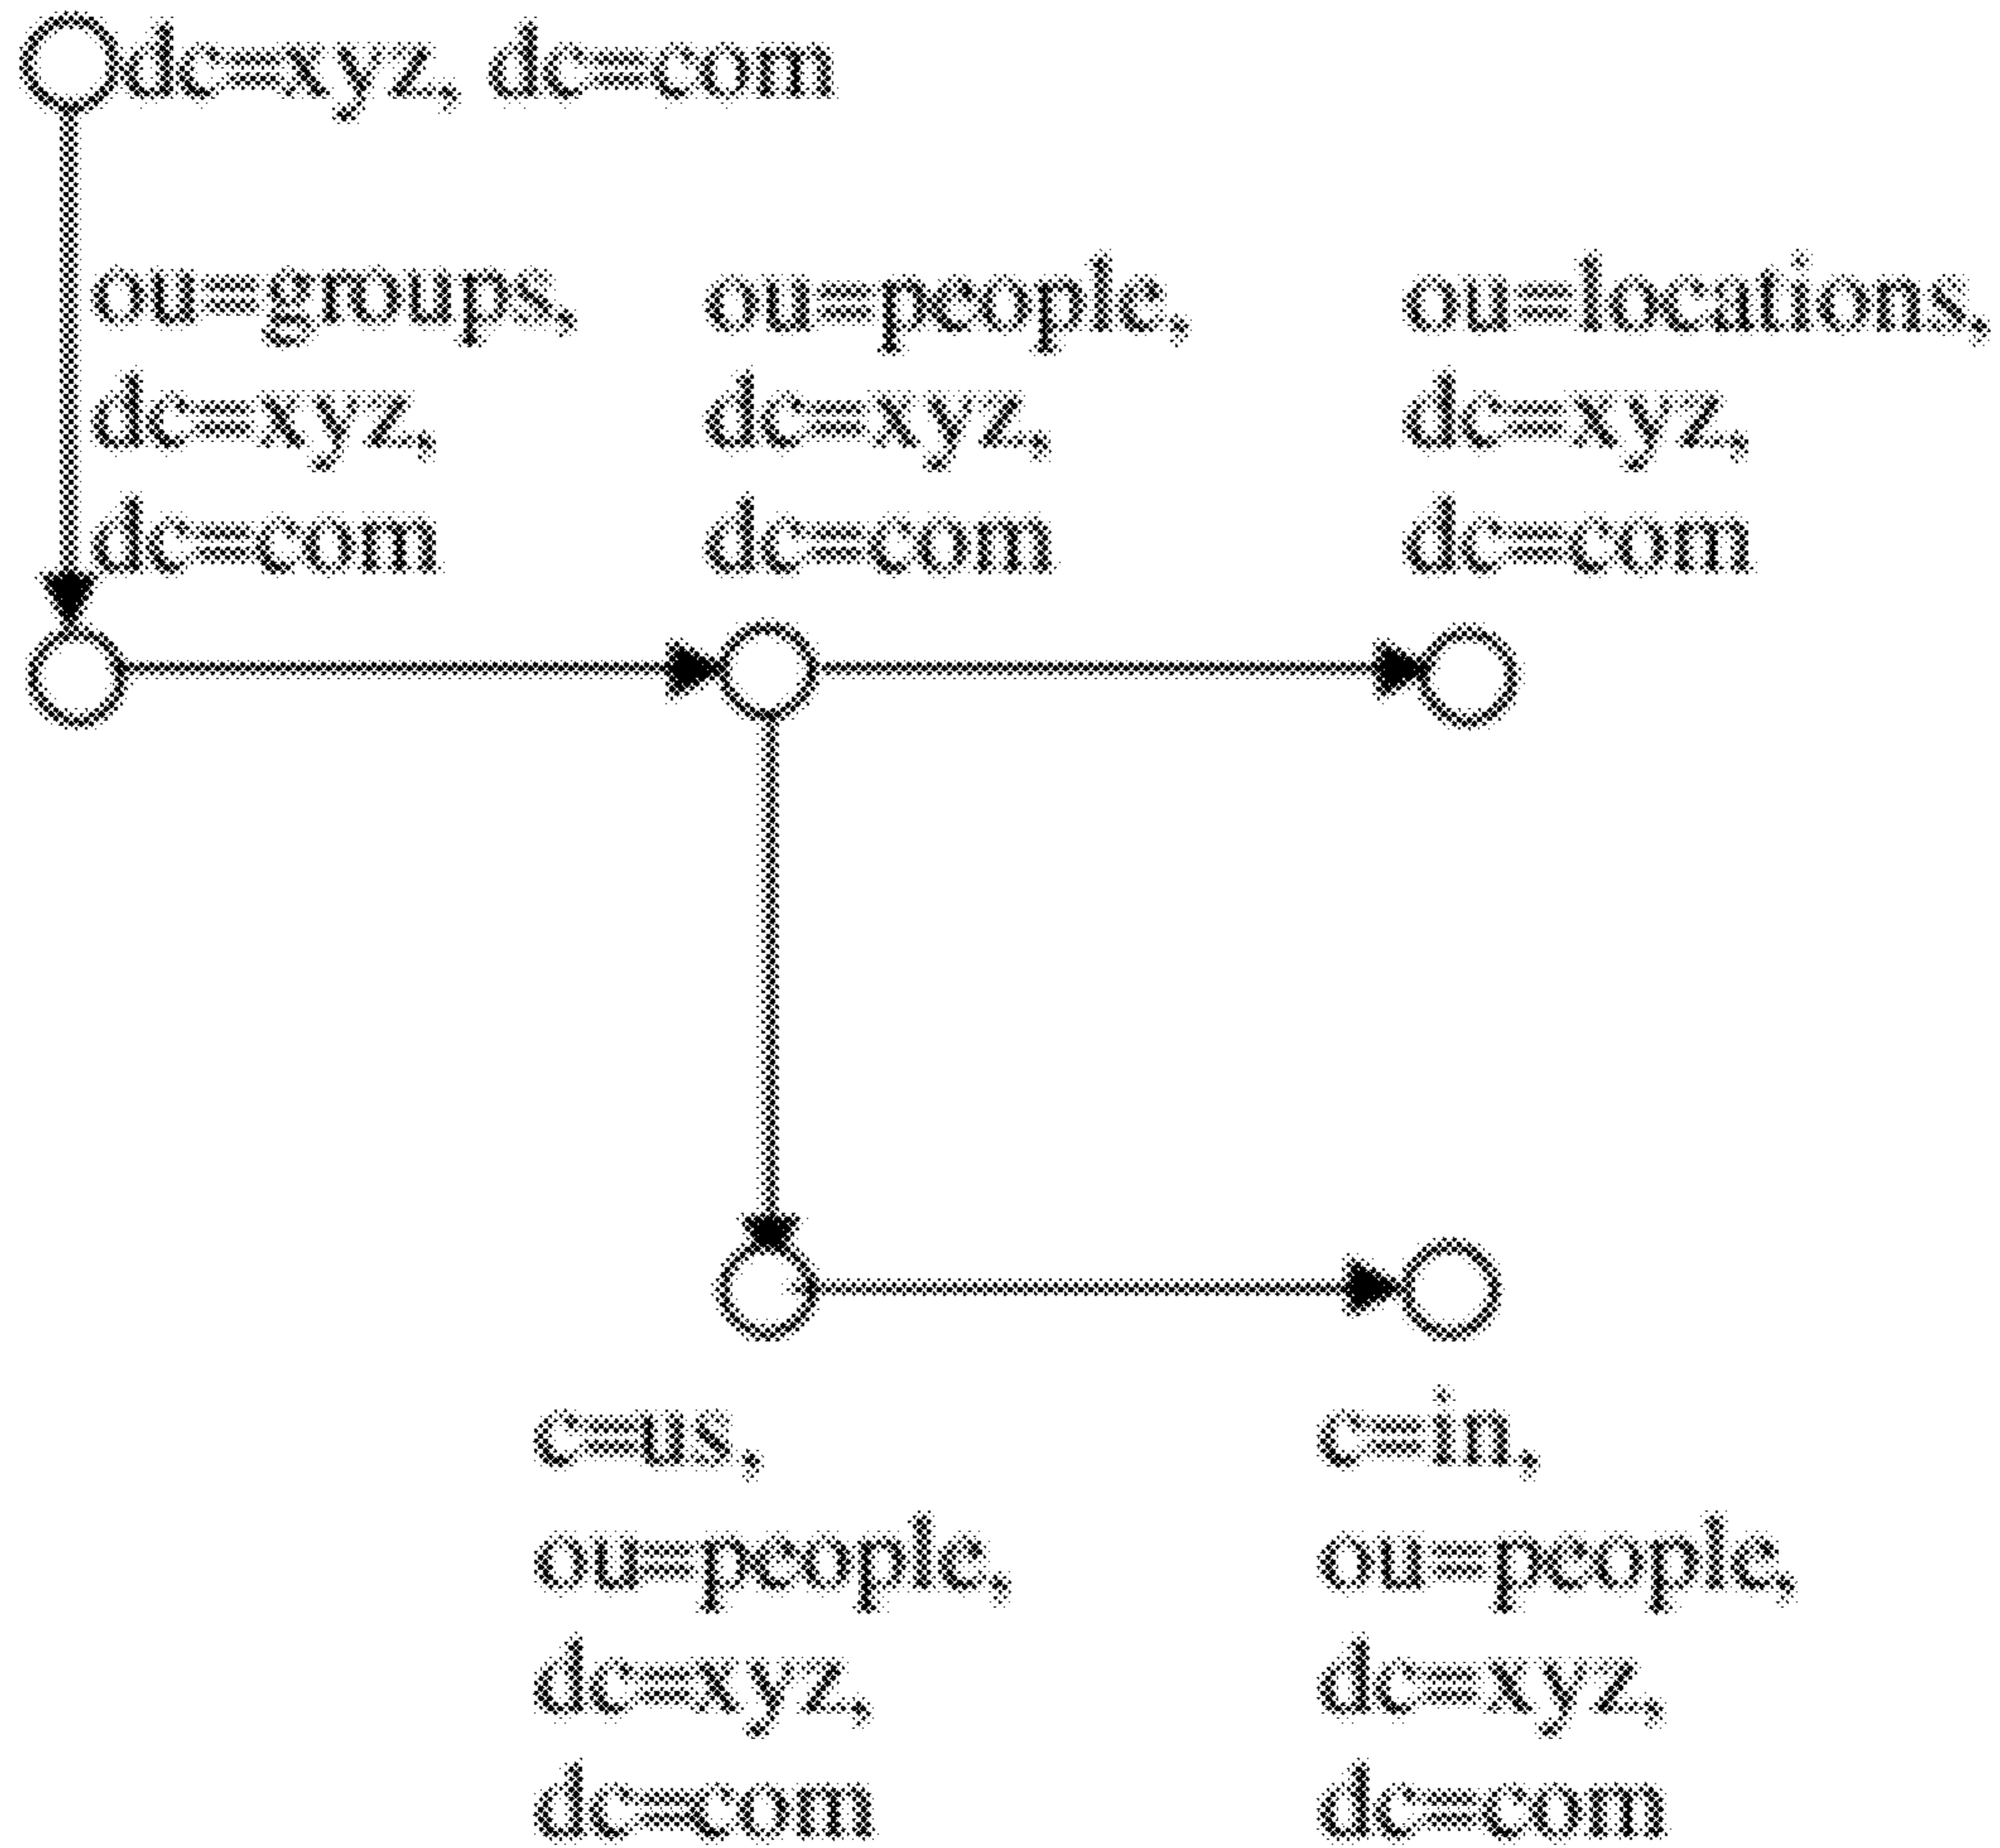 dc=xyz, dc=com
ou=groups,
dc=xyz,
dc=com
ou=people,
dc=xyz,
dc=com
ou=locations,
dc=xyz,
dc=com
c=us,
ou=people,
dc=xyz,
dc=com
c=in,
ou=people,
dc=xyz,
dc=com